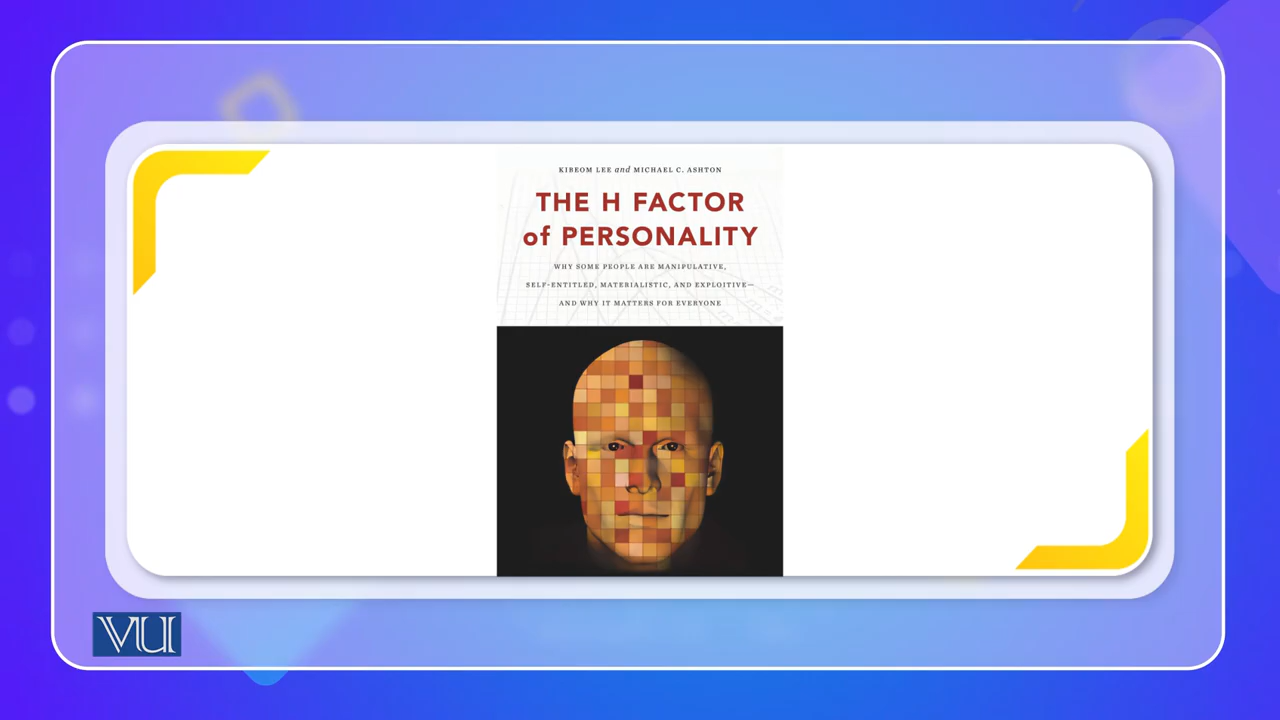 KIBEOM LEE and MICHAEL C. ASHTON
THE H FACTOR
of PERSONALITY
WHY SOME PEOPLE ARE MANIPULATIVE,
SELF-ENTITLED, MATERIALISTIC, AND EXPLOITIVE—
AND WHY IT MATTERS FOR EVERYONE
VU